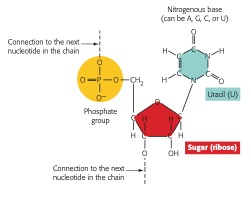 Nitrogenous base
(can be A, G, C, or U)
Connection to the next
nucleotide in the chain
O
O
P
O
CH2
O−
Phosphate
group
O
H
C
C
N
H
H
C
C
N
O
Uracil (U)
O
C
H
H
C
H
C
H
C
O
OH
Sugar (ribose)
Connection to the next
nucleotide in the chain